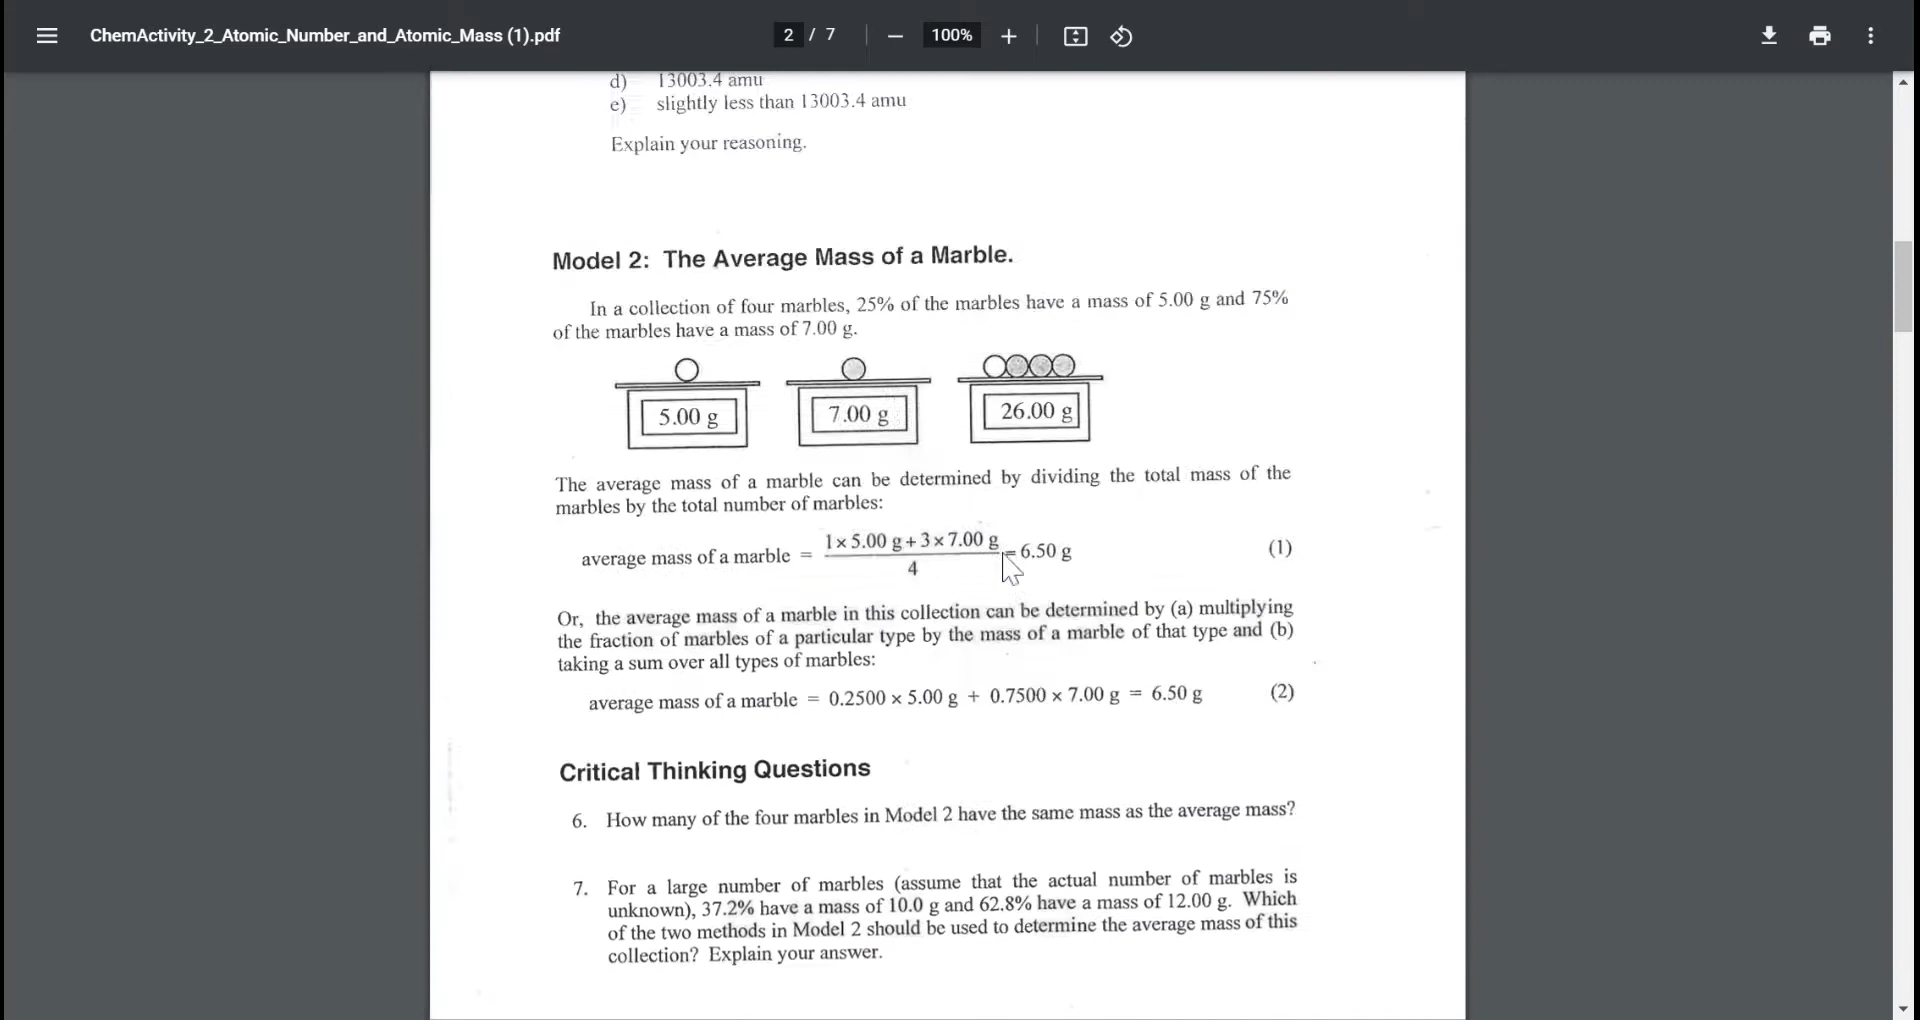 ChemActivity_2_Atomic_Number_and_Atomic_Mass (1).pdf
2 / 7
100%
d) 13003.4 amu
e) slightly less than 13003.4 amu
Explain your reasoning.
Model 2: The Average Mass of a Marble.
In a collection of four marbles, 25% of the marbles have a mass of 5.00 g and 75%
of the marbles have a mass of 7.00 g.
5.00 g
7.00 g
26.00 g
The average mass of a marble can be determined by dividing the total mass of the
marbles by the total number of marbles:
average mass of a marble = 1 × 5.00 g + 3 × 7.00 g = 6.50 g (1)
4
Or, the average mass of a marble in this collection can be determined by (a) multiplying
the fraction of marbles of a particular type by the mass of a marble of that type and (b)
taking a sum over all types of marbles:
average mass of a marble = 0.2500 × 5.00 g + 0.7500 × 7.00 g = 6.50 g (2)
Critical Thinking Questions
6. How many of the four marbles in Model 2 have the same mass as the average mass?
7. For a large number of marbles (assume that the actual number of marbles is
unknown), 37.2% have a mass of 10.0 g and 62.8% have a mass of 12.00 g. Which
of the two methods in Model 2 should be used to determine the average mass of this
collection? Explain your answer.